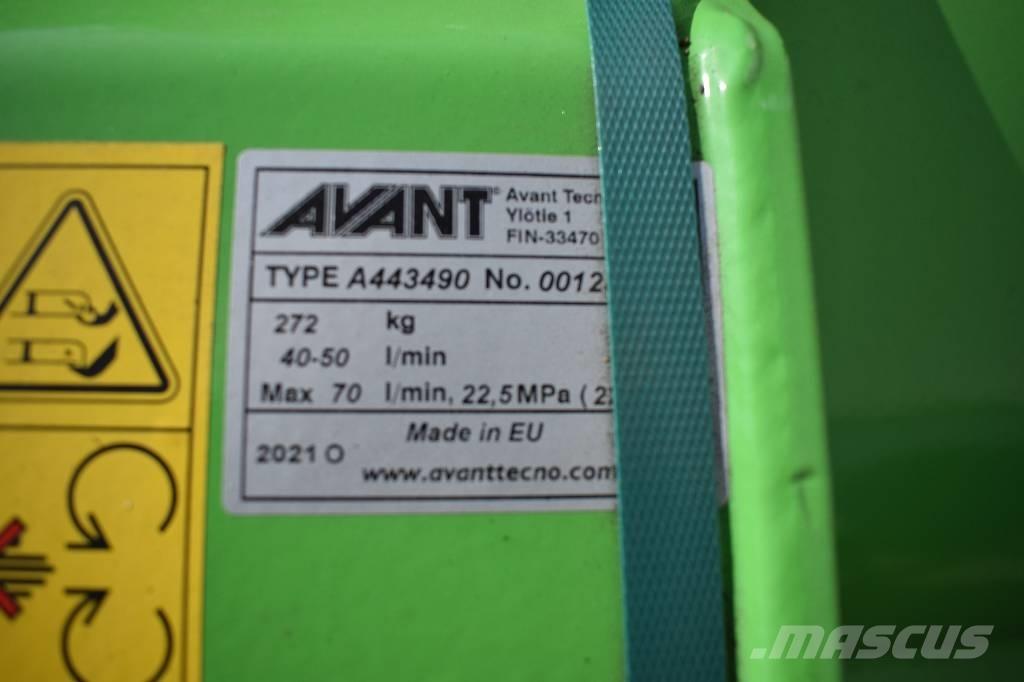 AVANT® Avant Tecn
Ylötie 1
FIN-33470
TYPE A443490 No. 0012
272 kg
40-50 l/min
Max 70 l/min, 22,5MPa (2
Made in EU
2021 O
www.avanttecno.com
MASCUS